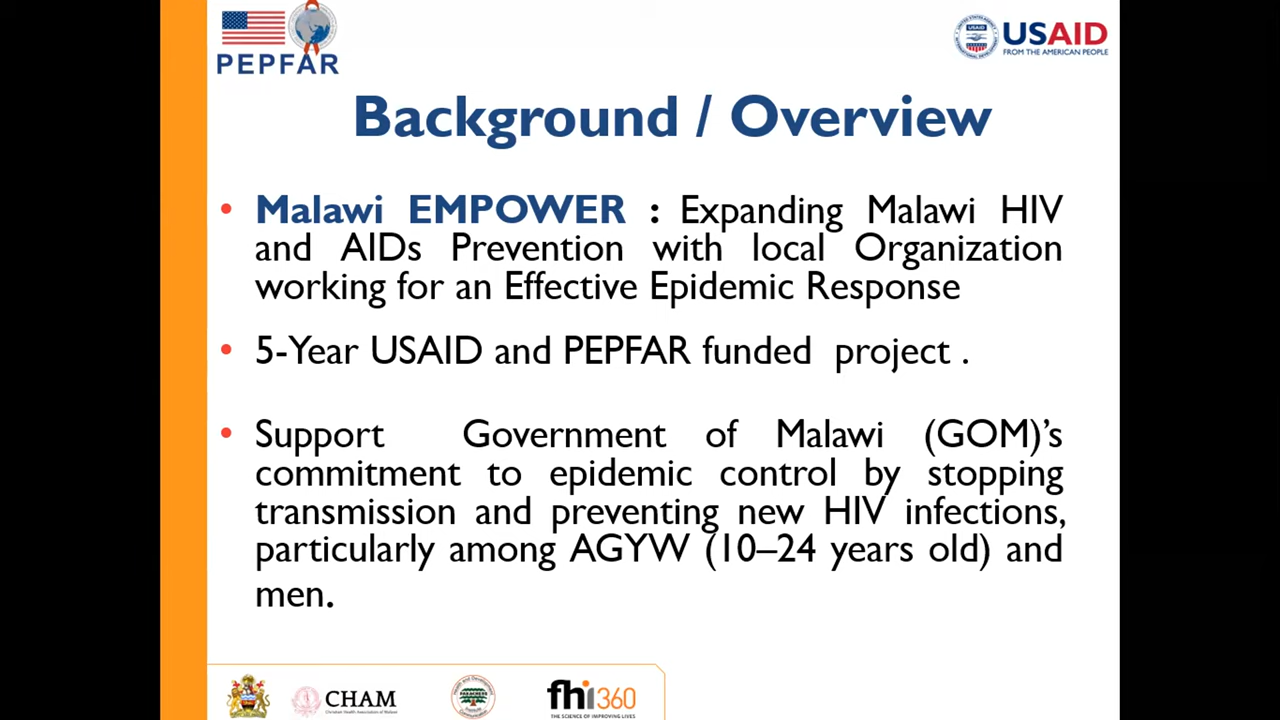 PEPFAR
USAID
USAID
FROM THE AMERICAN PEOPLE
Background / Overview
• Malawi EMPOWER : Expanding Malawi HIV
and AIDs Prevention with local Organization
working for an Effective Epidemic Response
• 5-Year USAID and PEPFAR funded project .
• Support Government of Malawi (GOM)’s
commitment to epidemic control by stopping
transmission and preventing new HIV infections,
particularly among AGYW (10–24 years old) and
men.
CHAM
Christian Health Association of Malawi
PAKACHERE
fhi360
THE SCIENCE OF IMPROVING LIVES